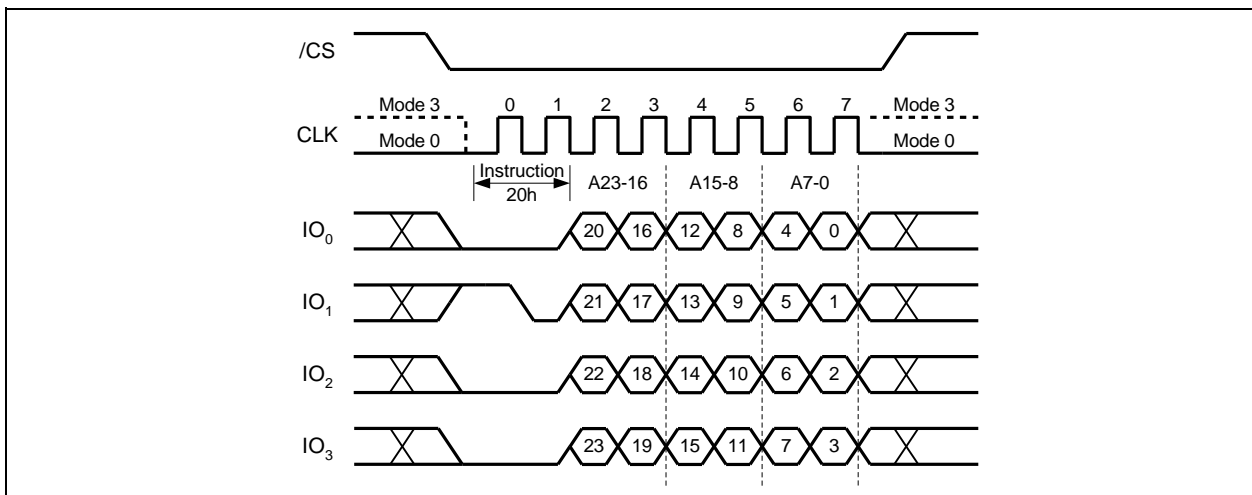 /CS
Mode 3 0 1 2 3 4 5 6 7 Mode 3
CLK
Mode 0 Mode 0
Instruction
20h
A23-16 A15-8 A7-0
IO0 20 16 12 8 4 0
IO1 21 17 13 9 5 1
IO2 22 18 14 10 6 2
IO3 23 19 15 11 7 3